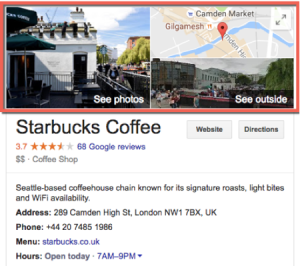 Camden Market
Gilgamesh
See photos
See outside
Starbucks Coffee
Website
Directions
3.7 ★★★★★ 68 Google reviews
$$ · Coffee Shop
Seattle-based coffeehouse chain known for its signature roasts, light bites
and WiFi availability.
Address: 289 Camden High St, London NW1 7BX, UK
Phone: +44 20 7485 1986
Menu: starbucks.co.uk
Hours: Open today · 7AM–9PM